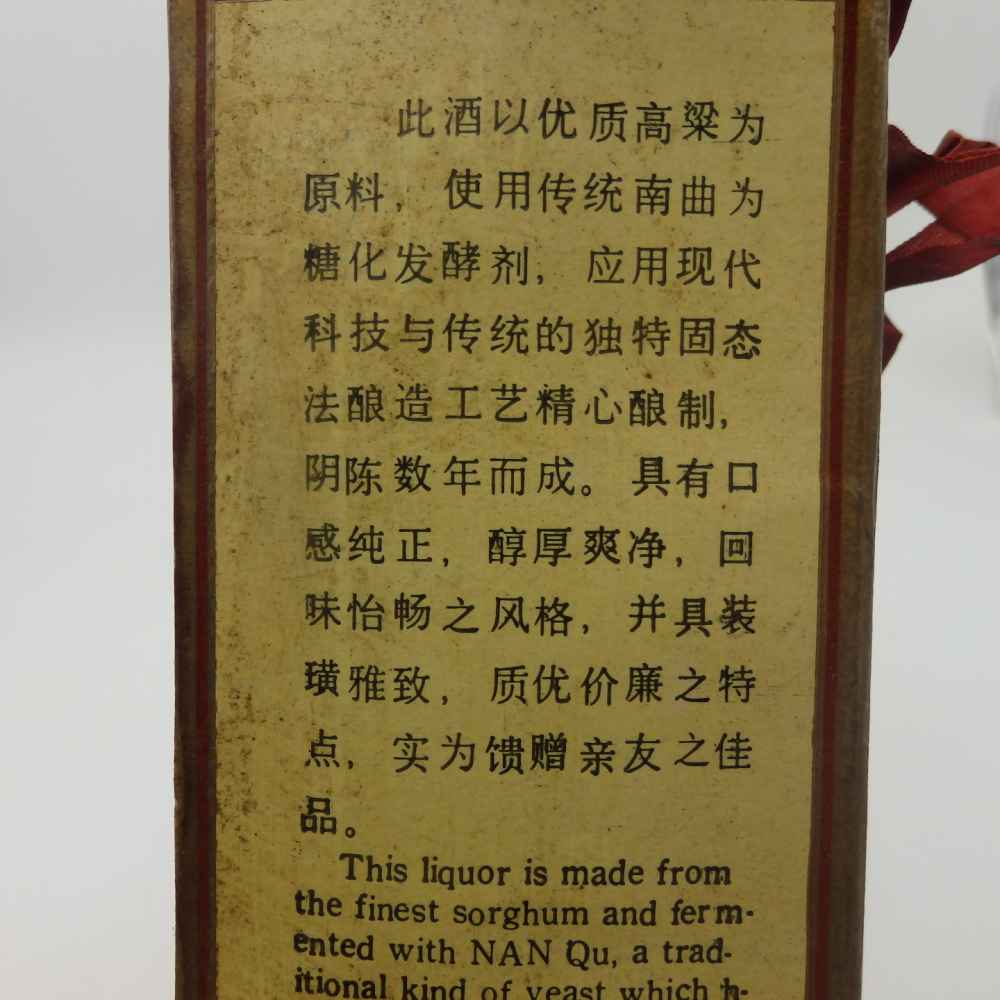 此酒以优质高粱为
原料，使用传统南曲为
糖化发酵剂，应用现代
科技与传统的独特固态
法酿造工艺精心酿制，
阴陈数年而成。具有口
感纯正，醇厚爽净，回
味怡畅之风格，并具装
璜雅致，质优价廉之特
点，实为馈赠亲友之佳
品。
This liquor is made from
the finest sorghum and ferm-
ented with NAN Qu, a trad-
itional kind of yeast which h-